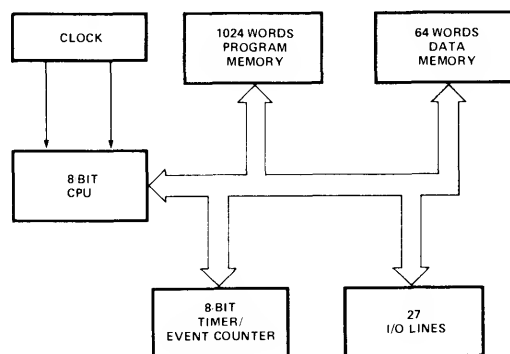 CLOCK
1024 WORDS
PROGRAM
MEMORY
64 WORDS
DATA
MEMORY
8 BIT
CPU
8-BIT
TIMER/
EVENT COUNTER
27
I/O LINES